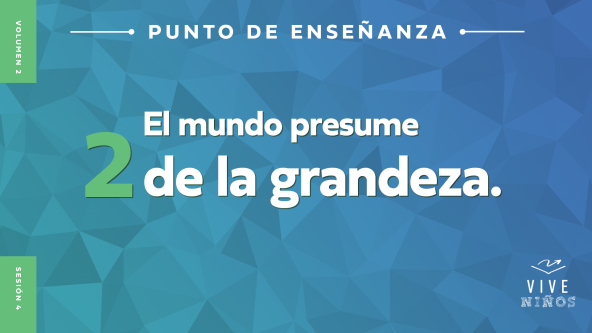 VOLUMEN 2
PUNTO DE ENSEÑANZA
El mundo presume
2 de la grandeza.
SESIÓN 4
VIVE
NIÑOS